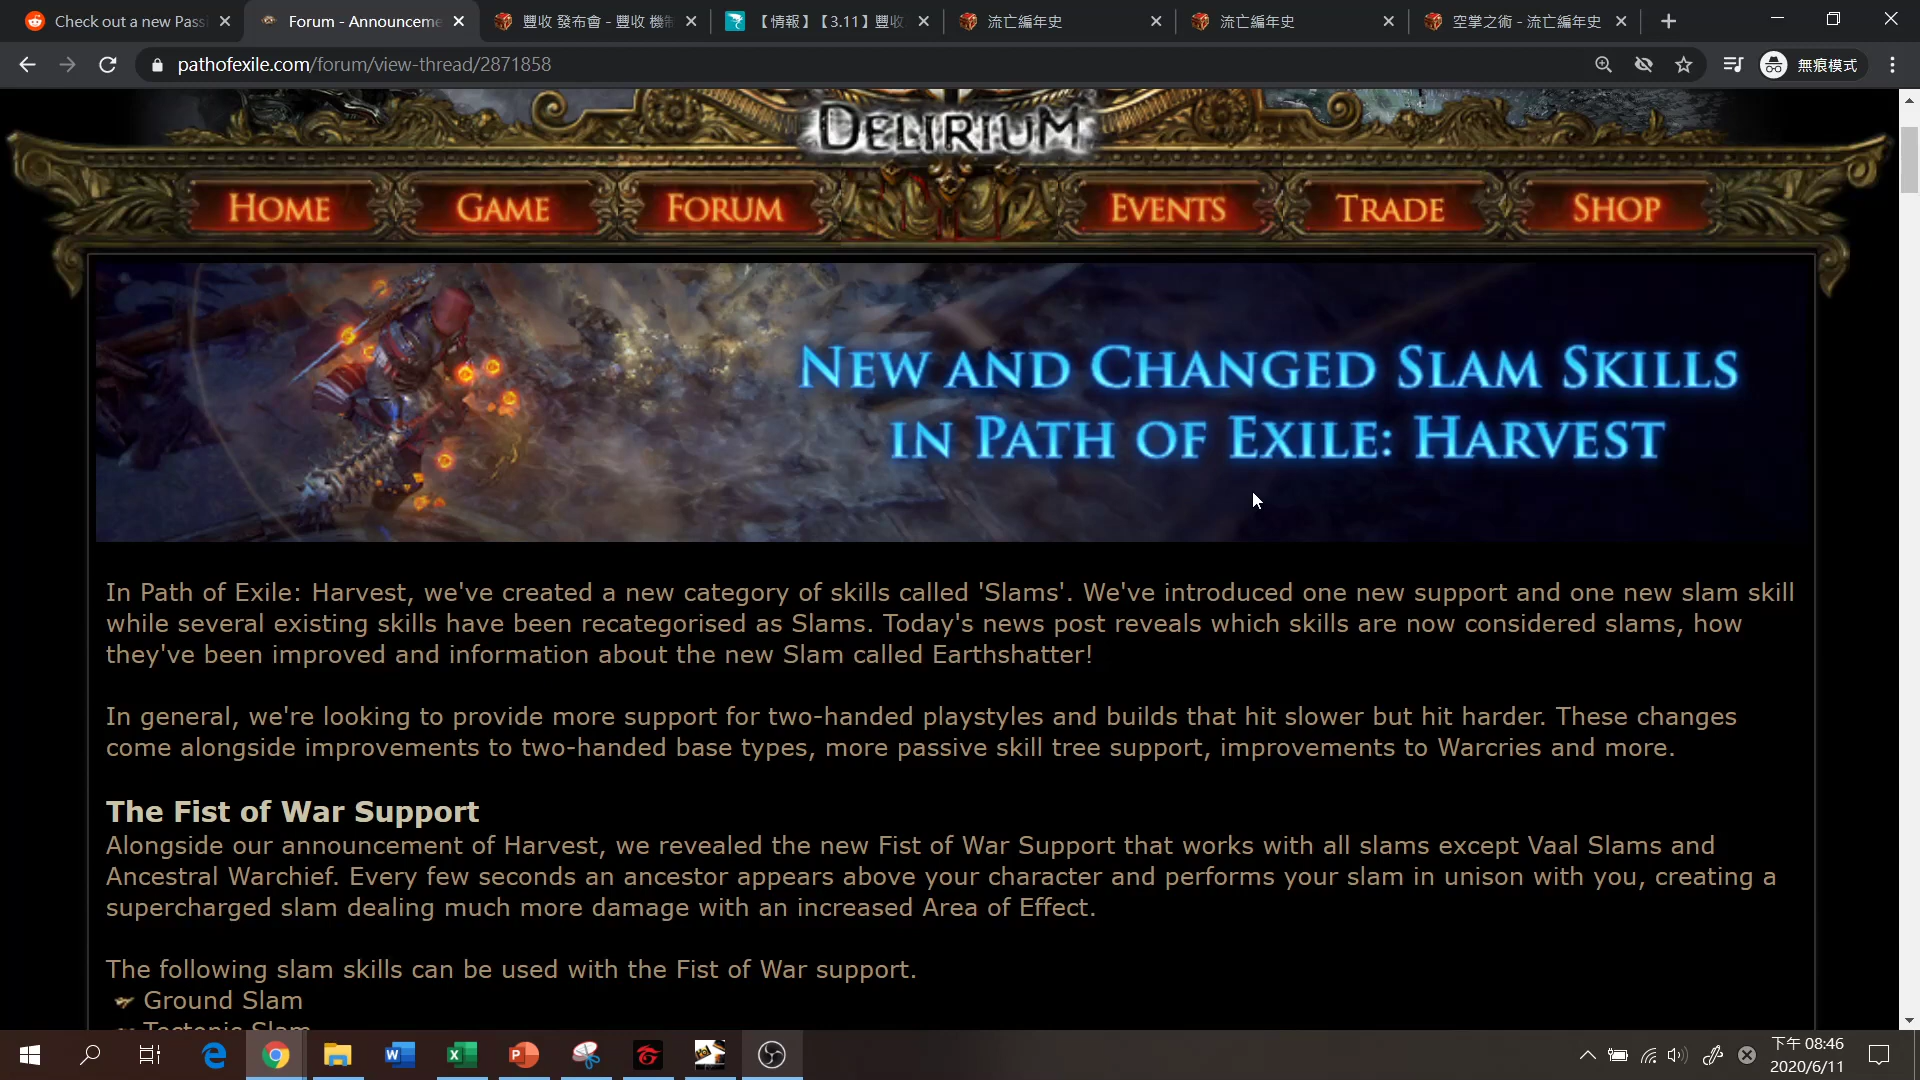 Check out a new Passi
Forum - Announceme
豐收 發布會 - 豐收 機制
【情報】【3.11】豐收
流亡編年史
流亡編年史
空掌之術 - 流亡編年史
pathofexile.com/forum/view-thread/2871858
無痕模式
DELIRIUM
HOME
GAME
FORUM
EVENTS
TRADE
SHOP
NEW AND CHANGED SLAM SKILLS
IN PATH OF EXILE: HARVEST
In Path of Exile: Harvest, we've created a new category of skills called 'Slams'. We've introduced one new support and one new slam skill
while several existing skills have been recategorised as Slams. Today's news post reveals which skills are now considered slams, how
they've been improved and information about the new Slam called Earthshatter!
In general, we're looking to provide more support for two-handed playstyles and builds that hit slower but hit harder. These changes
come alongside improvements to two-handed base types, more passive skill tree support, improvements to Warcries and more.
The Fist of War Support
Alongside our announcement of Harvest, we revealed the new Fist of War Support that works with all slams except Vaal Slams and
Ancestral Warchief. Every few seconds an ancestor appears above your character and performs your slam in unison with you, creating a
supercharged slam dealing much more damage with an increased Area of Effect.
The following slam skills can be used with the Fist of War support.
Ground Slam
Tectonic Slam
下午 08:46
2020/6/11